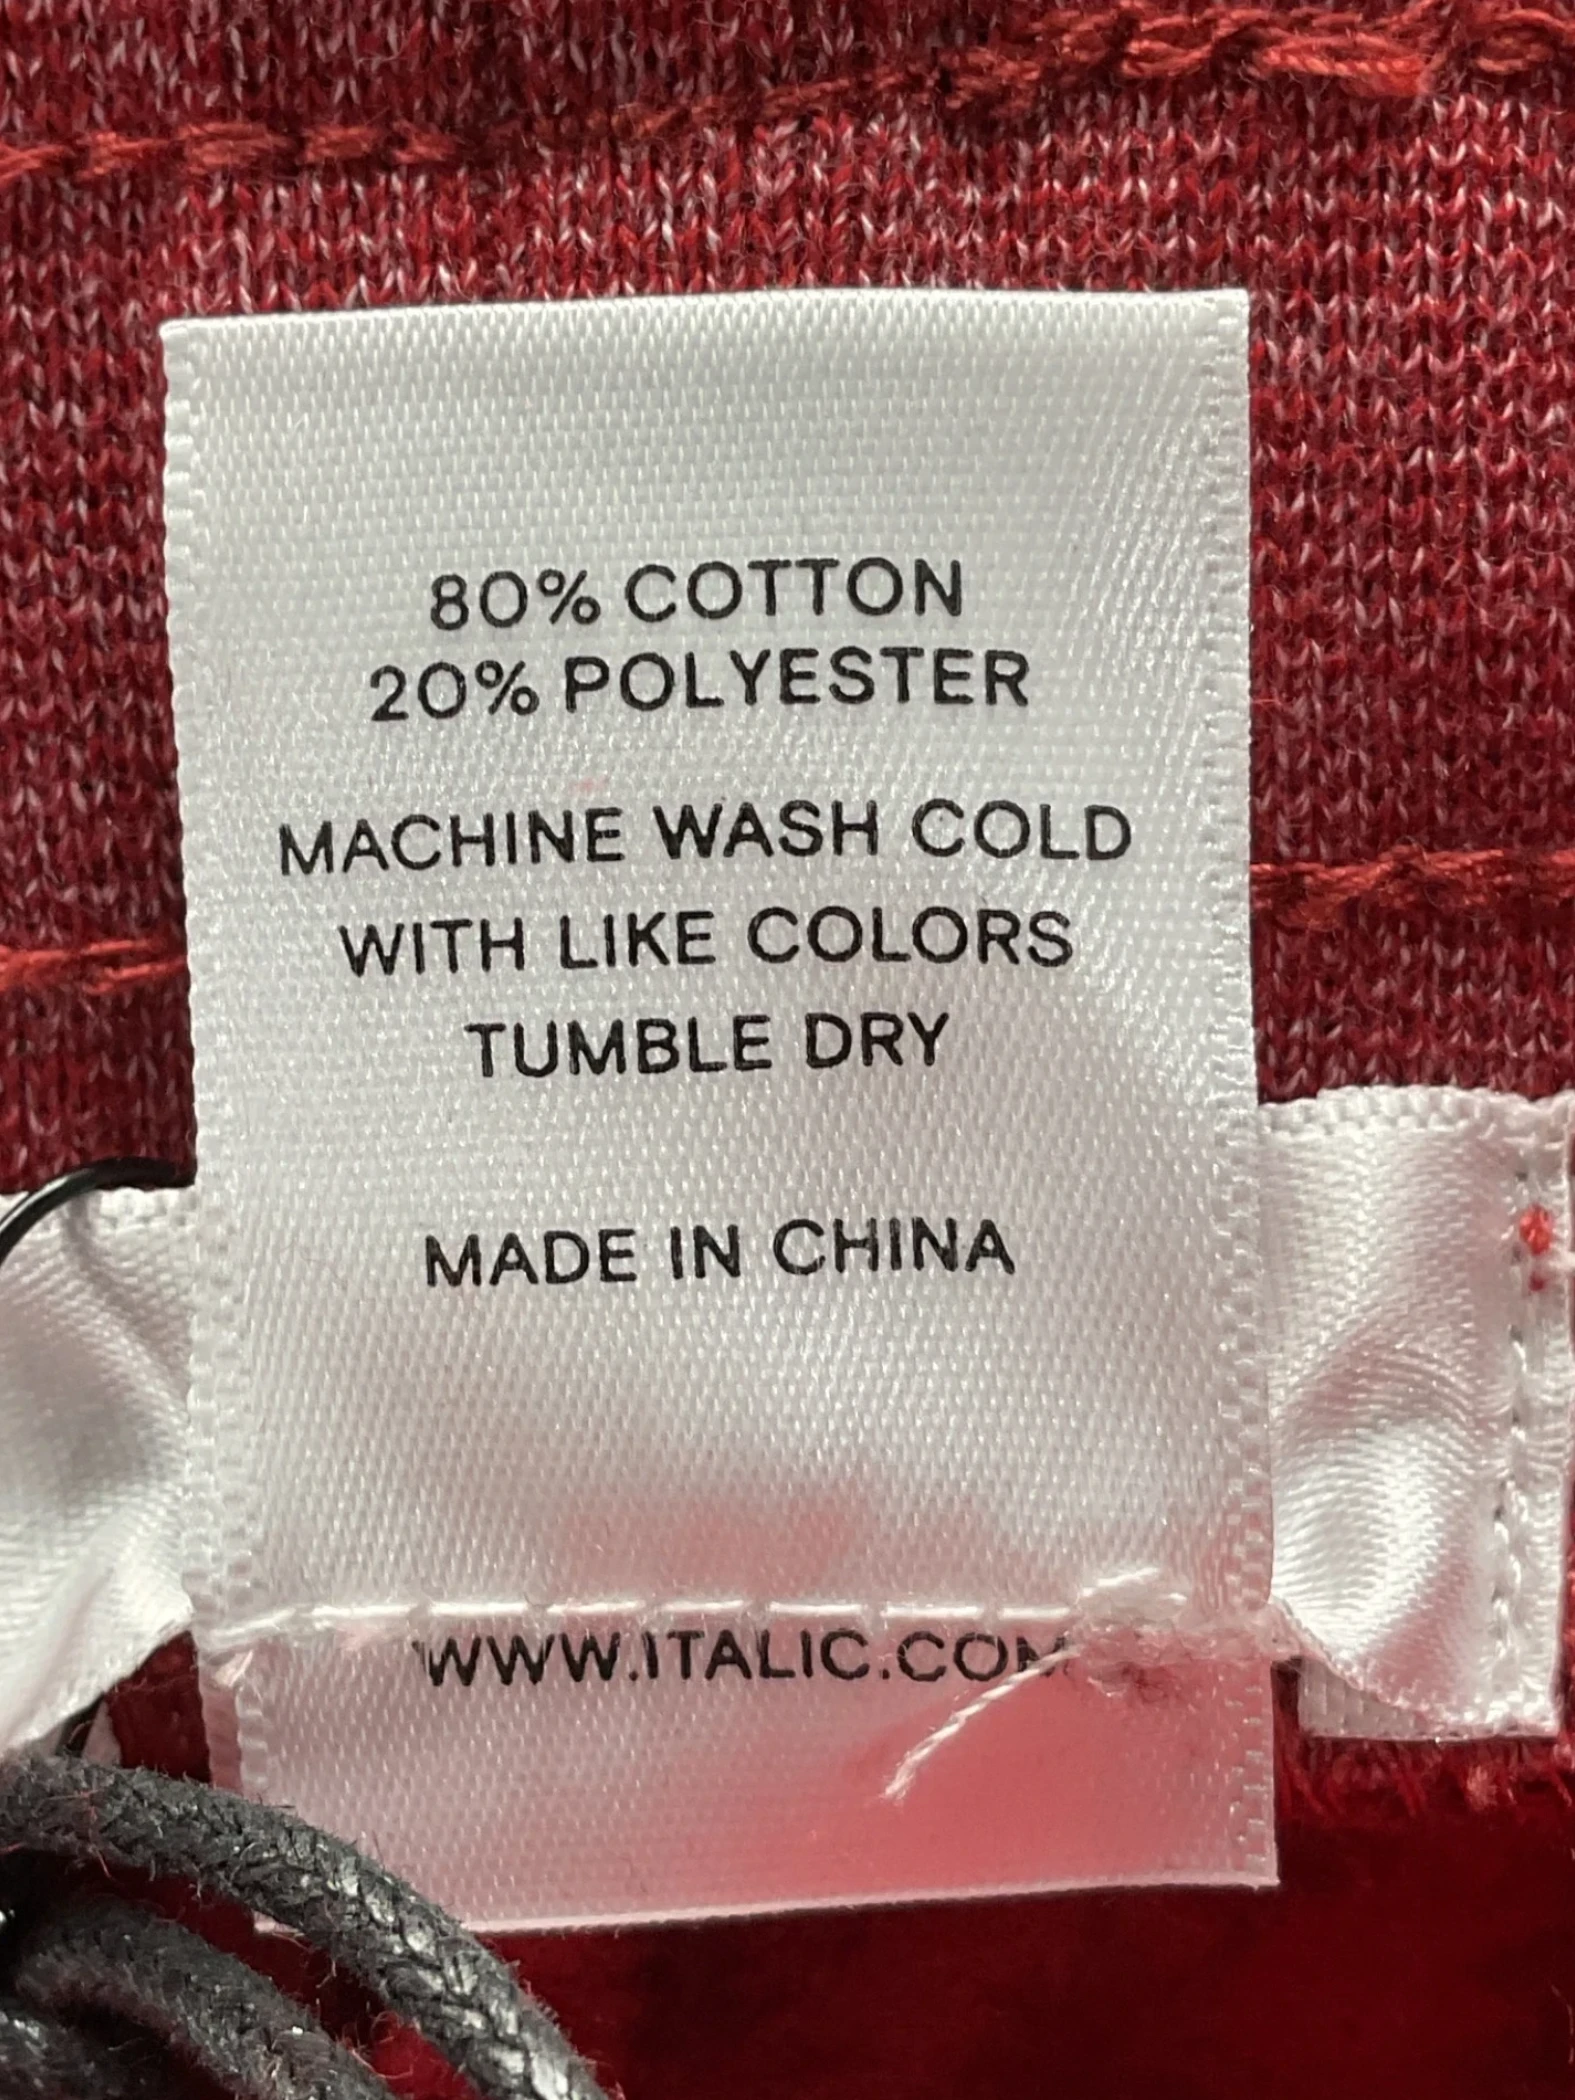 80% COTTON
20% POLYESTER
MACHINE WASH COLD
WITH LIKE COLORS
TUMBLE DRY
MADE IN CHINA
WWW.ITALIC.COM